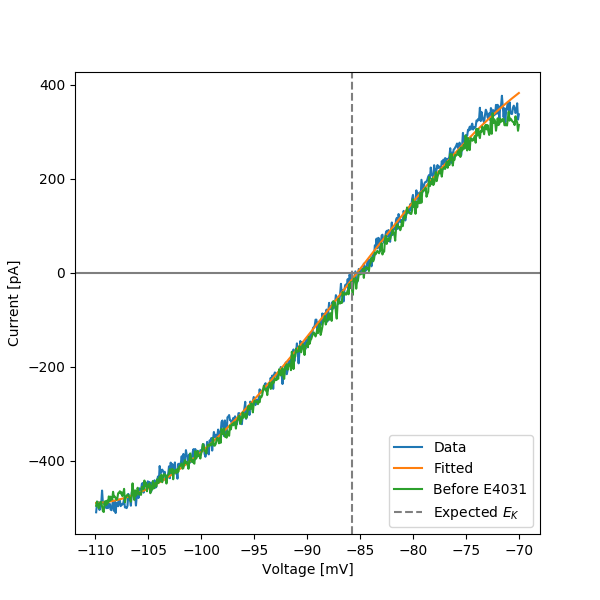 400
200
0
−200
−400
−110
−105
−100
−95
−90
−85
−80
−75
−70
Current [pA]
Voltage [mV]
Data
Fitted
Before E4031
Expected $E_K$